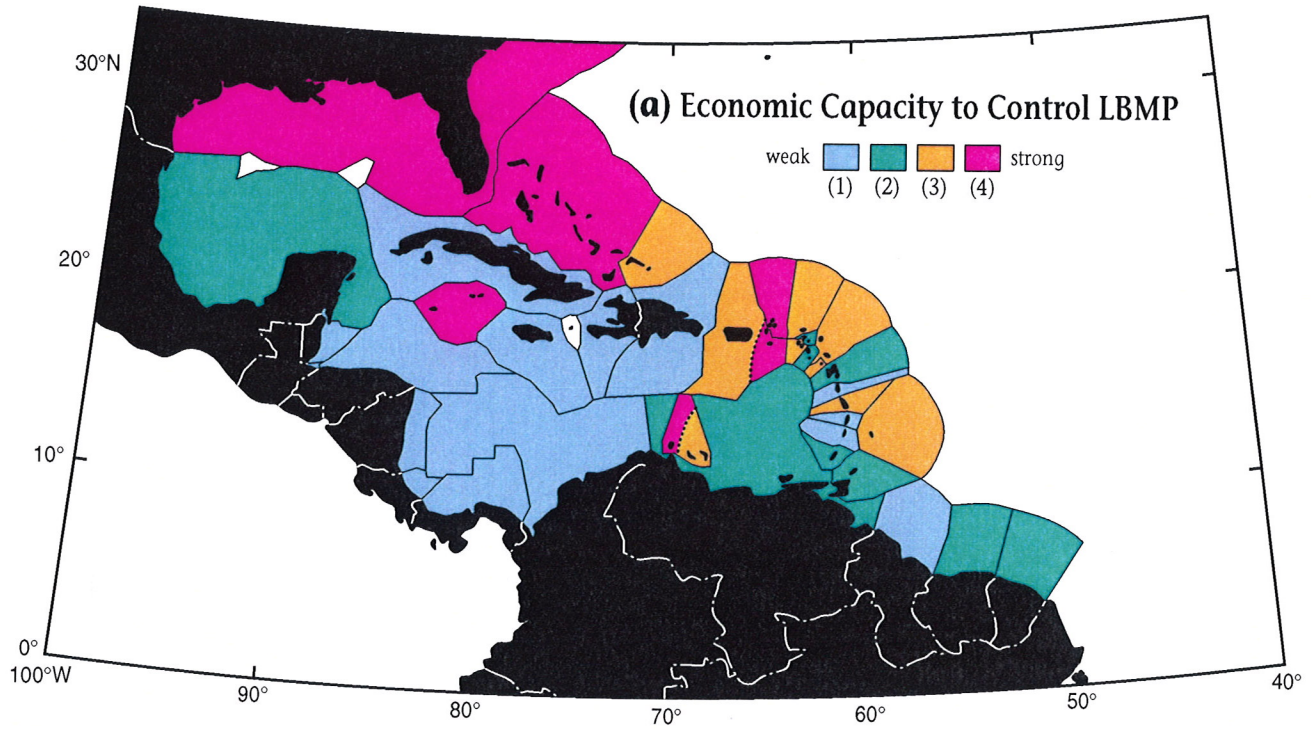 30°N
(a) Economic Capacity to Control LBMP
weak
strong
(1) (2) (3) (4)
20°
10°
0°
100°W
90°
80°
70°
60°
50°
40°